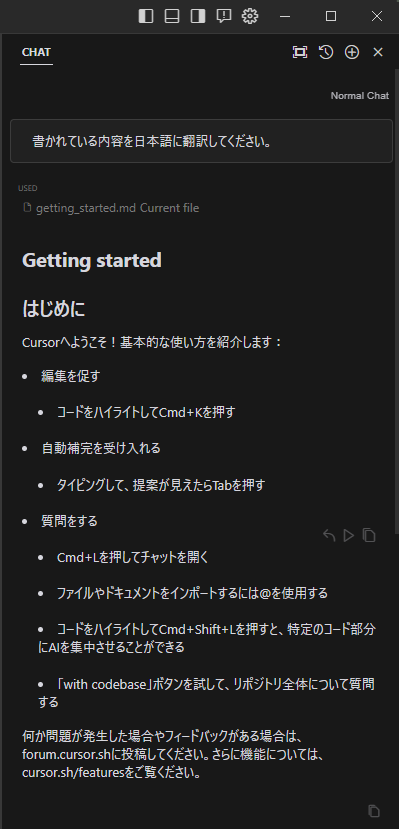 CHAT
Normal Chat
書かれている内容を日本語に翻訳してください。
USED
getting_started.md Current file
Getting started
はじめに
Cursorへようこそ！基本的な使い方を紹介します：
• 編集を促す
• コードをハイライトしてCmd+Kを押す
• 自動補完を受け入れる
• タイピングして、提案が見えたらTabを押す
• 質問をする
• Cmd+Lを押してチャットを開く
• ファイルやドキュメントをインポートするには@を使用する
• コードをハイライトしてCmd+Shift+Lを押すと、特定のコード部分
にAIを集中させることができる
• 「with codebase」ボタンを試して、リポジトリ全体について質問
する
何か問題が発生した場合やフィードバックがある場合は、
forum.cursor.shに投稿してください。さらに機能については、
cursor.sh/featuresをご覧ください。